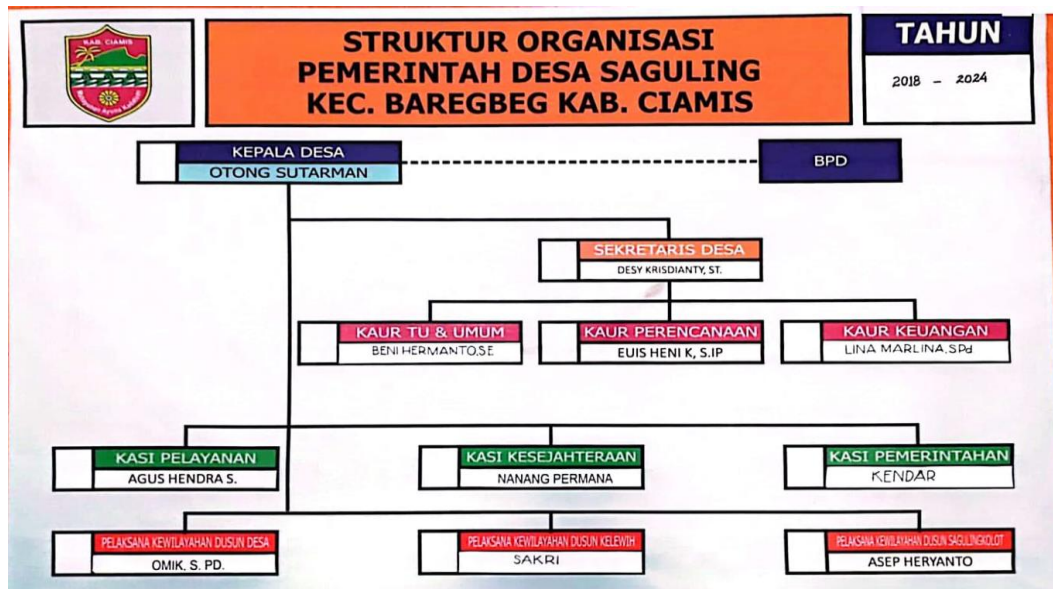 KAB. CIAMIS
STRUKTUR ORGANISASI
PEMERINTAH DESA SAGULING
KEC. BAREGBEG KAB. CIAMIS
TAHUN
2018 - 2024
KEPALA DESA
OTONG SUTARMAN
BPD
SEKRETARIS DESA
DESY KRISDIANTY, ST.
KAUR TU & UMUM
BENI HERMANTO,SE
KAUR PERENCANAAN
EUIS HENI K, S.IP
KAUR KEUANGAN
LINA MARLINA,SPd
KASI PELAYANAN
AGUS HENDRA S.
KASI KESEJAHTERAAN
NANANG PERMANA
KASI PEMERINTAHAN
KENDAR
PELAKSANA KEWILAYAHAN DUSUN DESA
OMIK, S. PD.
PELAKSANA KEWILAYAHAN DUSUN KELEWIH
SAKRI
PELAKSANA KEWILAYAHAN DUSUN SAGULINGKOLOT
ASEP HERYANTO